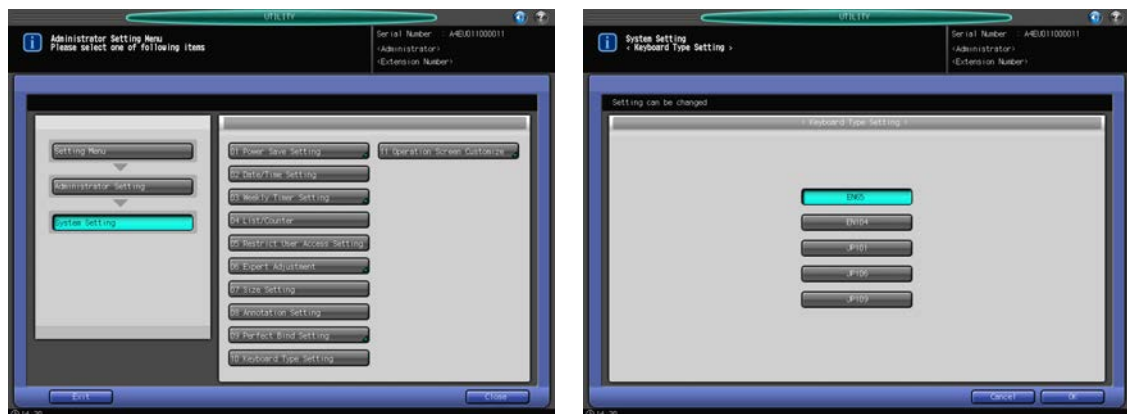 UTILITY
Administrator Setting Menu
Please select one of following items
Serial Number : A4EU011000011
<Administrator>
<Extension Number>
Setting Menu
Administrator Setting
System Setting
01 Power Save Setting
02 Date/Time Setting
03 Weekly Timer Setting
04 List/Counter
05 Restrict User Access Setting
06 Expert Adjustment
07 Size Setting
08 Annotation Setting
09 Perfect Bind Setting
10 Keyboard Type Setting
11 Operation Screen Customize
Exit
Close
UTILITY
System Setting
< Keyboard Type Setting >
Serial Number : A4EU011000011
<Administrator>
<Extension Number>
Setting can be changed
< Keyboard Type Setting >
EN65
EN104
JP101
JP106
JP109
Cancel
OK